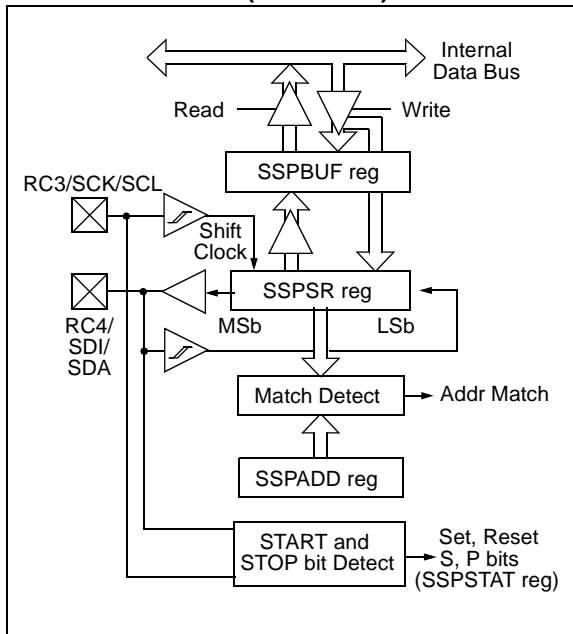 Internal
Data Bus
Read
Write
SSPBUF reg
RC3/SCK/SCL
Shift
Clock
SSPSR reg
MSb
LSb
RC4/
SDI/
SDA
Match Detect
Addr Match
SSPADD reg
START and
STOP bit Detect
Set, Reset
S, P bits
(SSPSTAT reg)